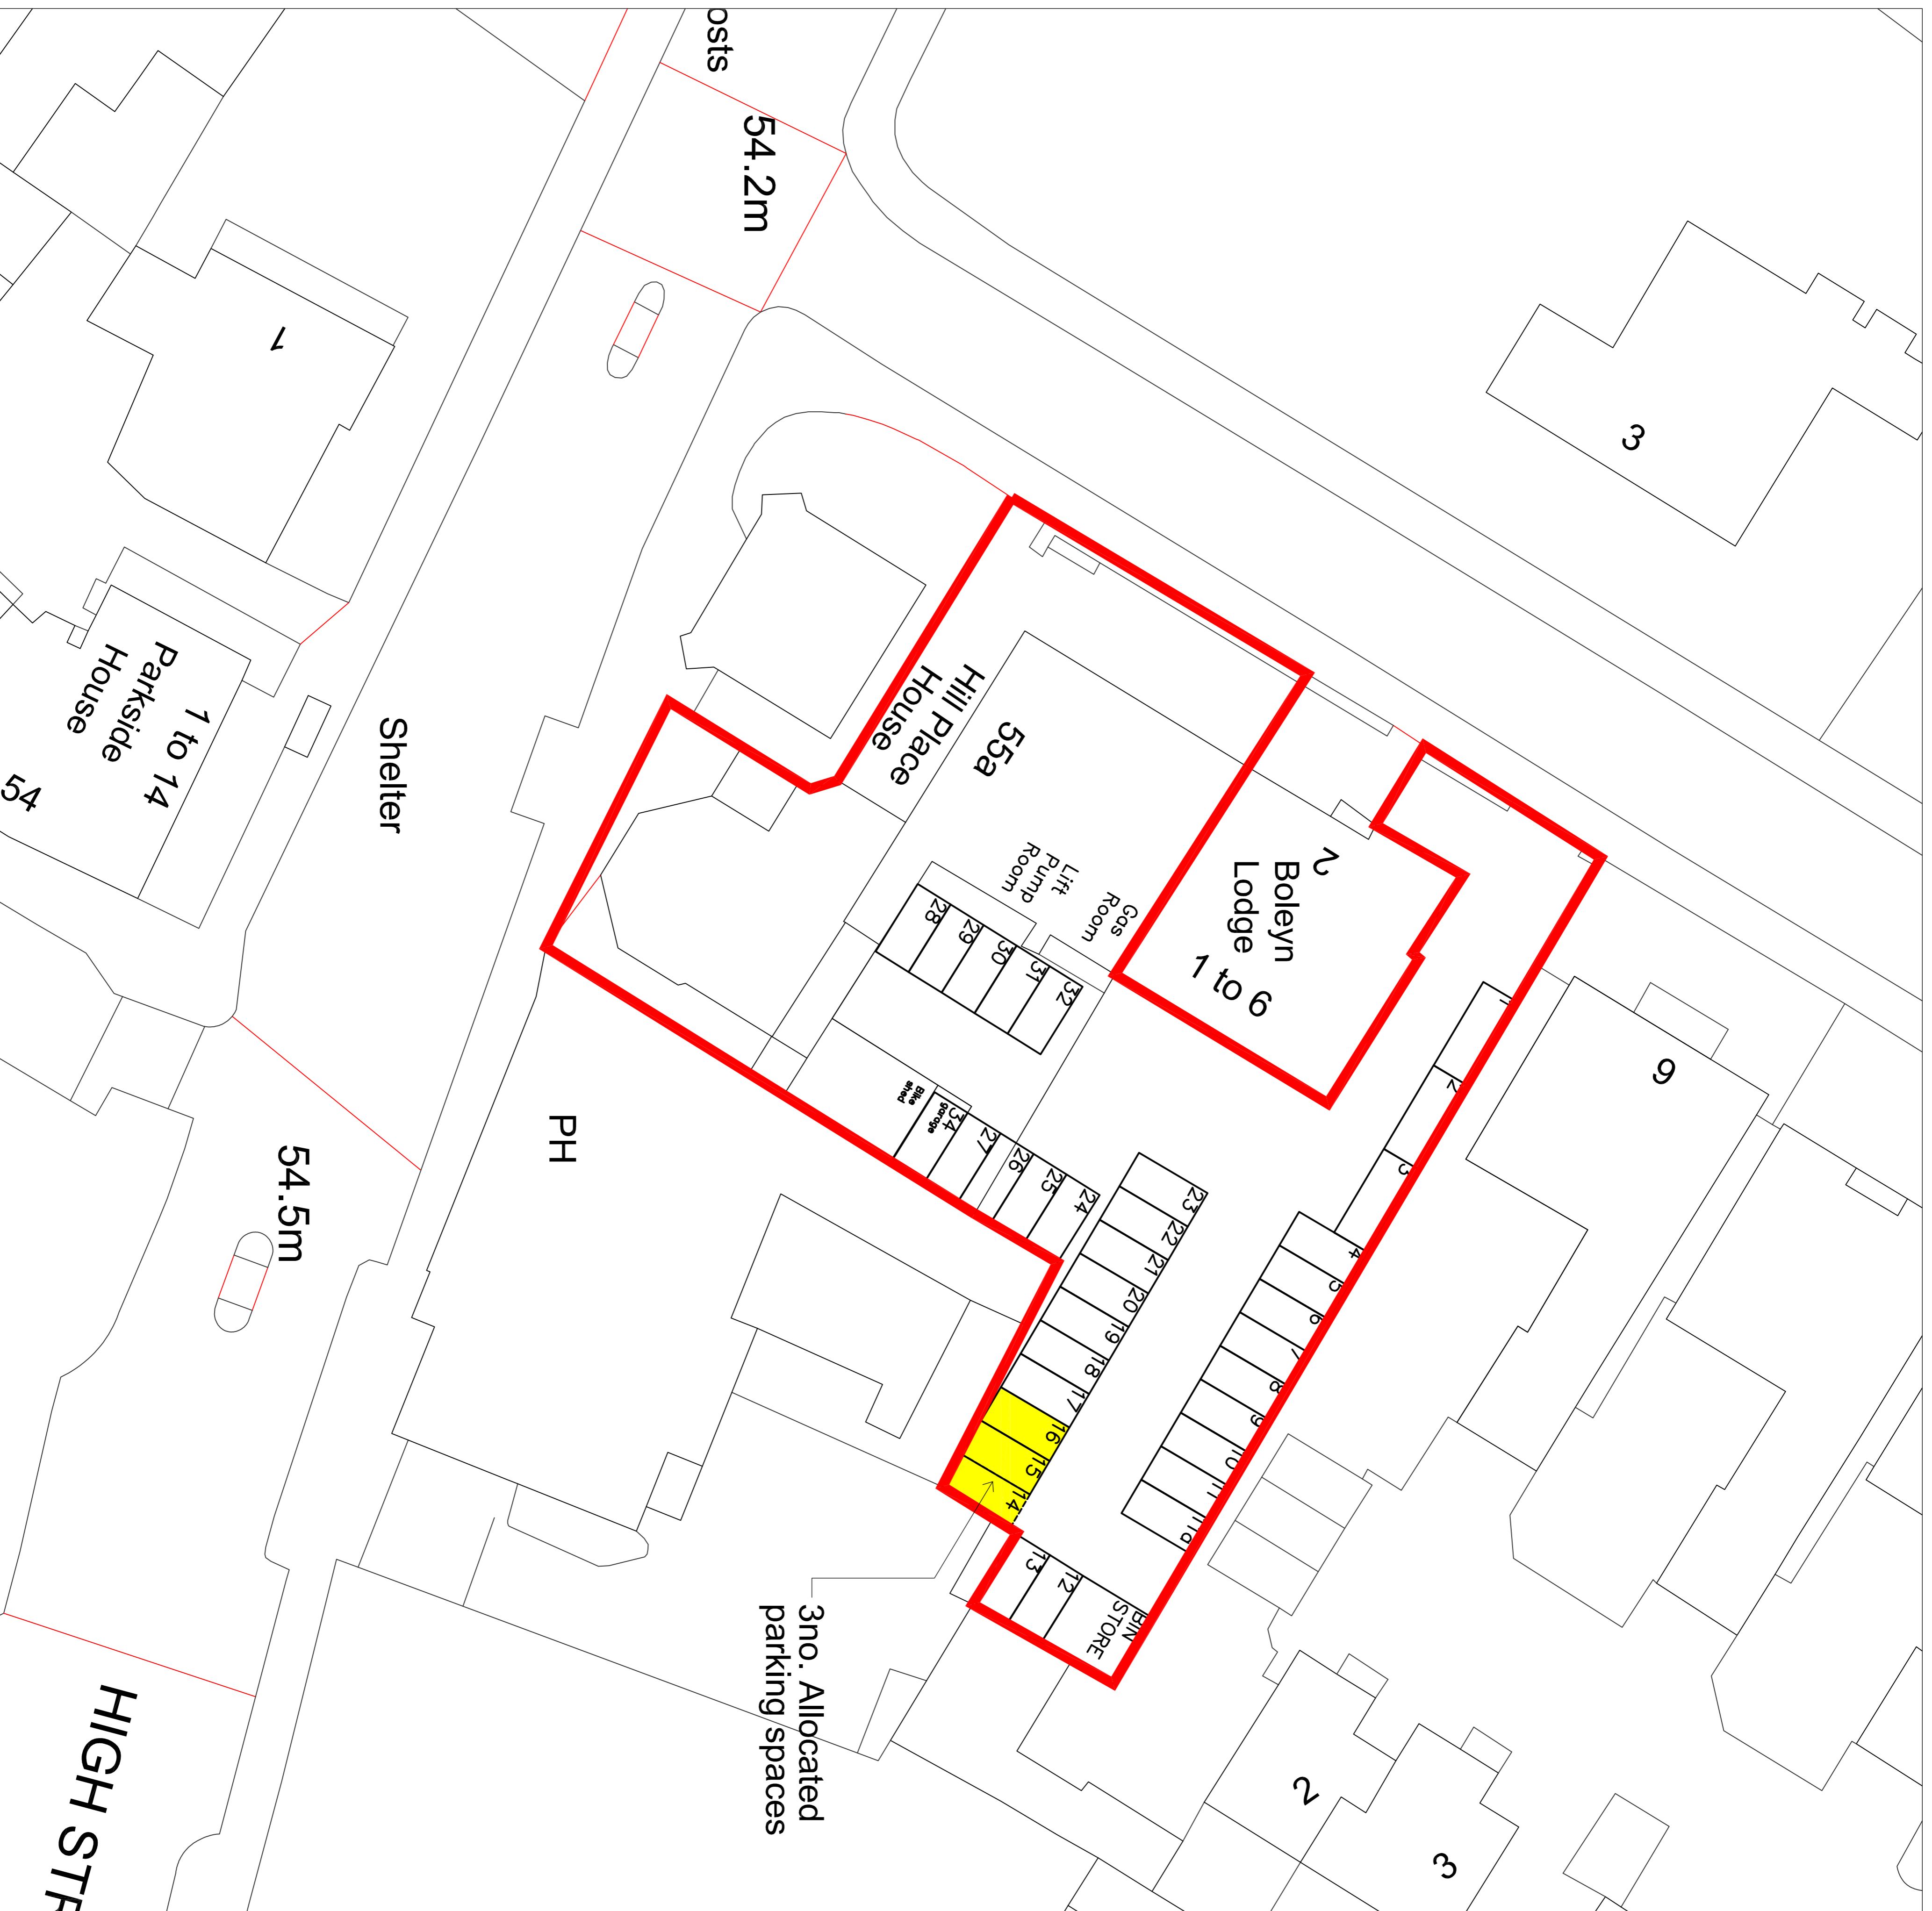 osts
54.2m
3
1
Hill Place
House
55a
Parkside
House
1 to 14
54
Shelter
Lift
Pump
Room
Gas
Room
2
Boleyn
Lodge
1 to 6
28
29
30
31
32
1
2
3
9
Bike
shed
34
garage
27
26
25
24
PH
54.5m
23
22
21
20
19
18
17
16
15
14
4
5
6
7
8
9
10
11
11a
13
12
BIN
STORE
3no. Allocated
parking spaces
2
3
HIGH STR